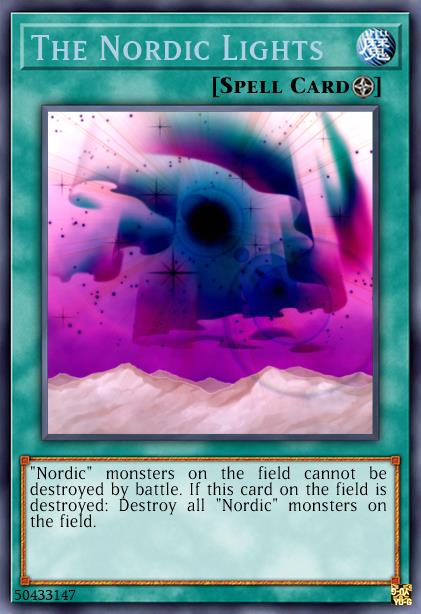 The Nordic Lights
魔
[Spell Card]
"Nordic" monsters on the field cannot be
destroyed by battle. If this card on the field is
destroyed: Destroy all "Nordic" monsters on
the field.
50433147